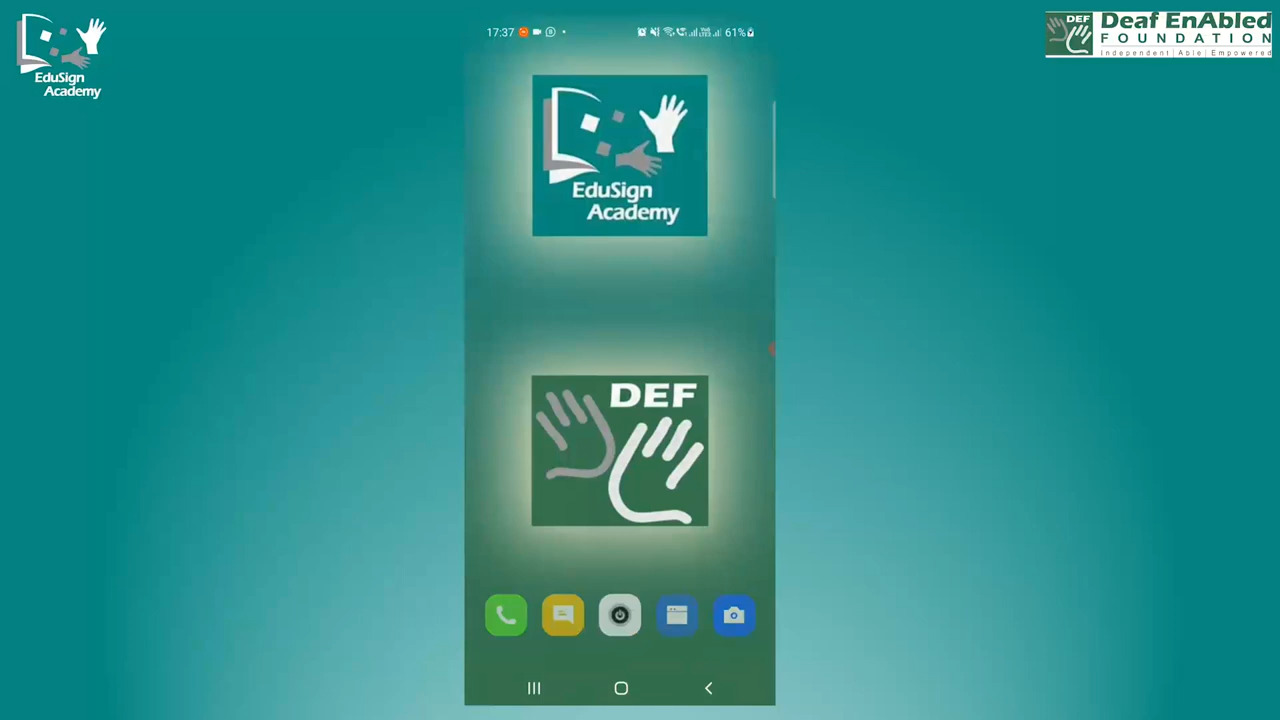 EduSign
Academy
DEF
Deaf EnAbled
FOUNDATION
Independent | Able | Empowered
17:37
61%
EduSign
Academy
DEF